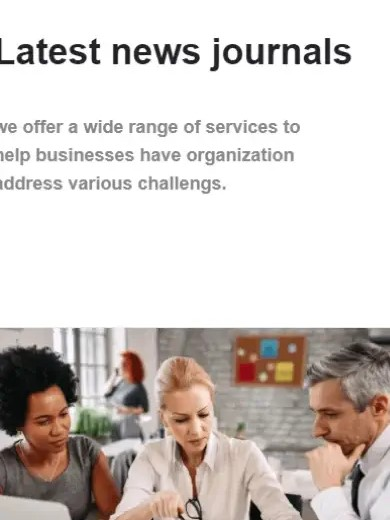 Latest news journals
we offer a wide range of services to
help businesses have organization
address various challengs.